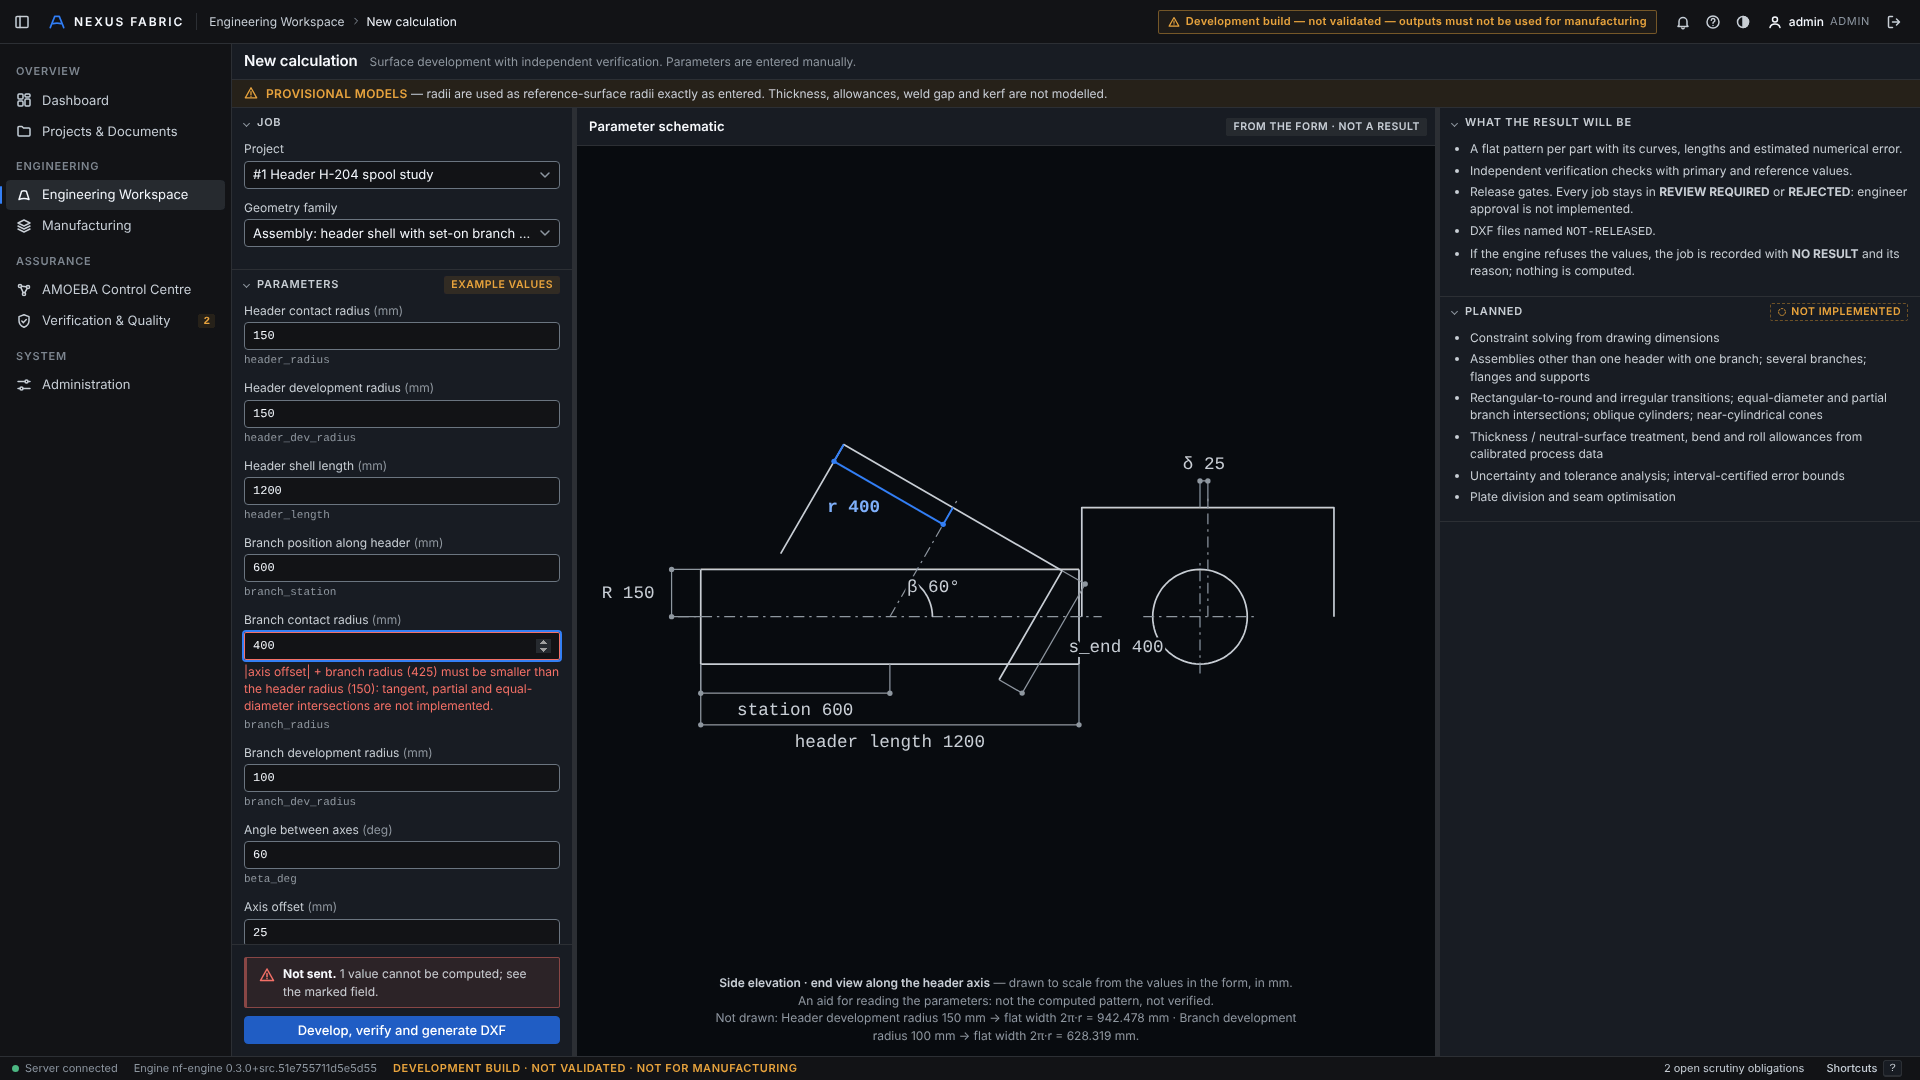 NEXUS FABRIC
Engineering Workspace › New calculation
Development build — not validated — outputs must not be used for manufacturing
admin ADMIN
OVERVIEW
Dashboard
Projects & Documents
ENGINEERING
Engineering Workspace
Manufacturing
ASSURANCE
AMOEBA Control Centre
Verification & Quality 2
SYSTEM
Administration
New calculation Surface development with independent verification. Parameters are entered manually.
PROVISIONAL MODELS — radii are used as reference-surface radii exactly as entered. Thickness, allowances, weld gap and kerf are not modelled.
JOB
Project
#1 Header H-204 spool study
Geometry family
Assembly: header shell with set-on branch ...
PARAMETERS EXAMPLE VALUES
Header contact radius (mm)
150
header_radius
Header development radius (mm)
150
header_dev_radius
Header shell length (mm)
1200
header_length
Branch position along header (mm)
600
branch_station
Branch contact radius (mm)
400
|axis offset| + branch radius (425) must be smaller than
the header radius (150): tangent, partial and equal-
diameter intersections are not implemented.
branch_radius
Branch development radius (mm)
100
branch_dev_radius
Angle between axes (deg)
60
beta_deg
Axis offset (mm)
25
Not sent. 1 value cannot be computed; see
the marked field.
Develop, verify and generate DXF
Parameter schematic FROM THE FORM · NOT A RESULT
δ 25
r 400
β 60°
R 150
s_end 400
station 600
header length 1200
Side elevation · end view along the header axis — drawn to scale from the values in the form, in mm.
An aid for reading the parameters: not the computed pattern, not verified.
Not drawn: Header development radius 150 mm → flat width 2π·r = 942.478 mm · Branch development
radius 100 mm → flat width 2π·r = 628.319 mm.
WHAT THE RESULT WILL BE
• A flat pattern per part with its curves, lengths and estimated numerical error.
• Independent verification checks with primary and reference values.
• Release gates. Every job stays in REVIEW REQUIRED or REJECTED: engineer
approval is not implemented.
• DXF files named NOT-RELEASED.
• If the engine refuses the values, the job is recorded with NO RESULT and its
reason; nothing is computed.
PLANNED NOT IMPLEMENTED
• Constraint solving from drawing dimensions
• Assemblies other than one header with one branch; several branches;
flanges and supports
• Rectangular-to-round and irregular transitions; equal-diameter and partial
branch intersections; oblique cylinders; near-cylindrical cones
• Thickness / neutral-surface treatment, bend and roll allowances from
calibrated process data
• Uncertainty and tolerance analysis; interval-certified error bounds
• Plate division and seam optimisation
Server connected Engine nf-engine 0.3.0+src.51e755711d5e5d55 DEVELOPMENT BUILD · NOT VALIDATED · NOT FOR MANUFACTURING
2 open scrutiny obligations Shortcuts ?